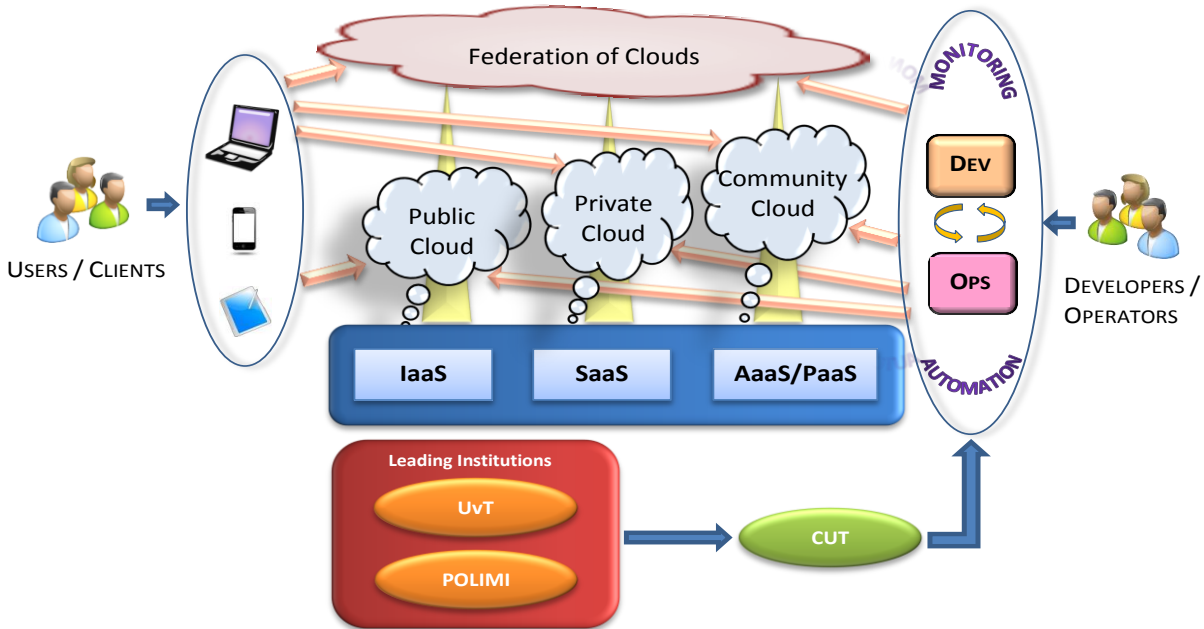 Federation of Clouds
MONITORING
DEV
OPS
AUTOMATION
USERS / CLIENTS
DEVELOPERS /
OPERATORS
Public
Cloud
Private
Cloud
Community
Cloud
IaaS
SaaS
AaaS/PaaS
Leading Institutions
UvT
POLIMI
CUT